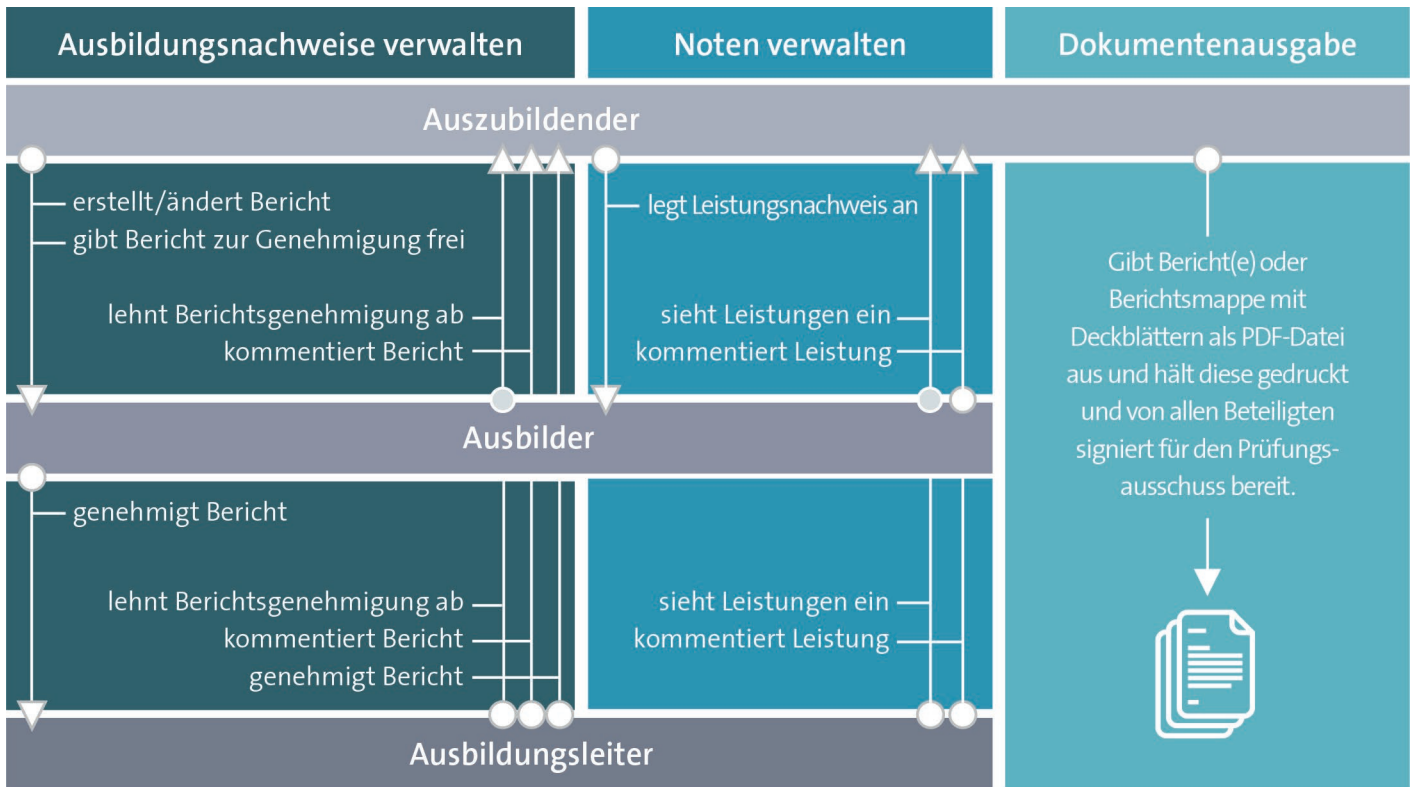 Ausbildungsnachweise verwalten
Noten verwalten
Dokumentenausgabe
Auszubildender
erstellt/ändert Bericht
gibt Bericht zur Genehmigung frei
lehnt Berichtsgenehmigung ab
kommentiert Bericht
legt Leistungsnachweis an
sieht Leistungen ein
kommentiert Leistung
Gibt Bericht(e) oder
Berichtsmappe mit
Deckblättern als PDF-Datei
aus und hält diese gedruckt
und von allen Beteiligten
signiert für den Prüfungs-
ausschuss bereit.
Ausbilder
genehmigt Bericht
lehnt Berichtsgenehmigung ab
kommentiert Bericht
genehmigt Bericht
sieht Leistungen ein
kommentiert Leistung
Ausbildungsleiter